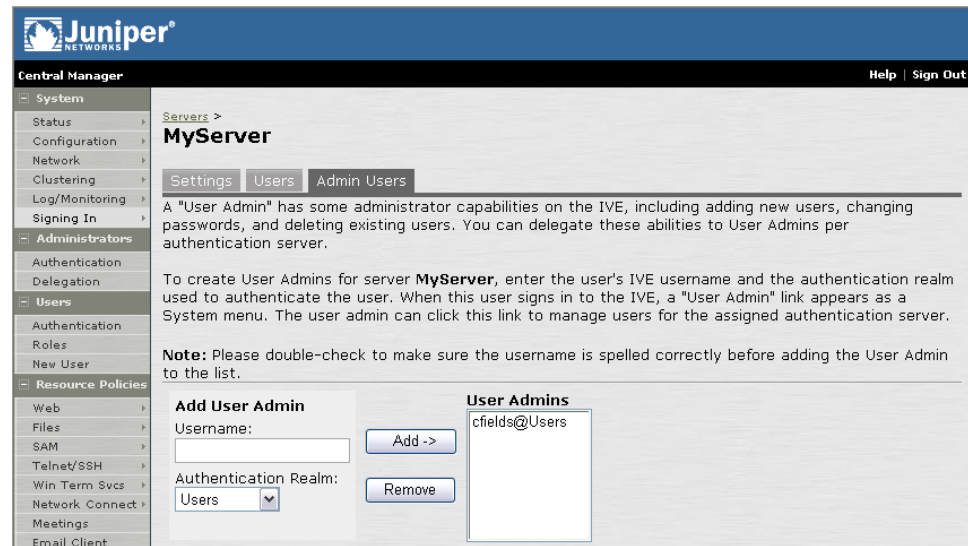 Juniper®
NETWORKS
Central Manager
Help | Sign Out
System
Status
Configuration
Network
Clustering
Log/Monitoring
Signing In
Administrators
Authentication
Delegation
Users
Authentication
Roles
New User
Resource Policies
Web
Files
SAM
Telnet/SSH
Win Term Svcs
Network Connect
Meetings
Email Client
Servers >
MyServer
Settings Users Admin Users
A "User Admin" has some administrator capabilities on the IVE, including adding new users, changing
passwords, and deleting existing users. You can delegate these abilities to User Admins per
authentication server.
To create User Admins for server MyServer, enter the user's IVE username and the authentication realm
used to authenticate the user. When this user signs in to the IVE, a "User Admin" link appears as a
System menu. The user admin can click this link to manage users for the assigned authentication server.
Note: Please double-check to make sure the username is spelled correctly before adding the User Admin
to the list.
Add User Admin
Username:
Authentication Realm:
Users
Add ->
Remove
User Admins
cfields@Users